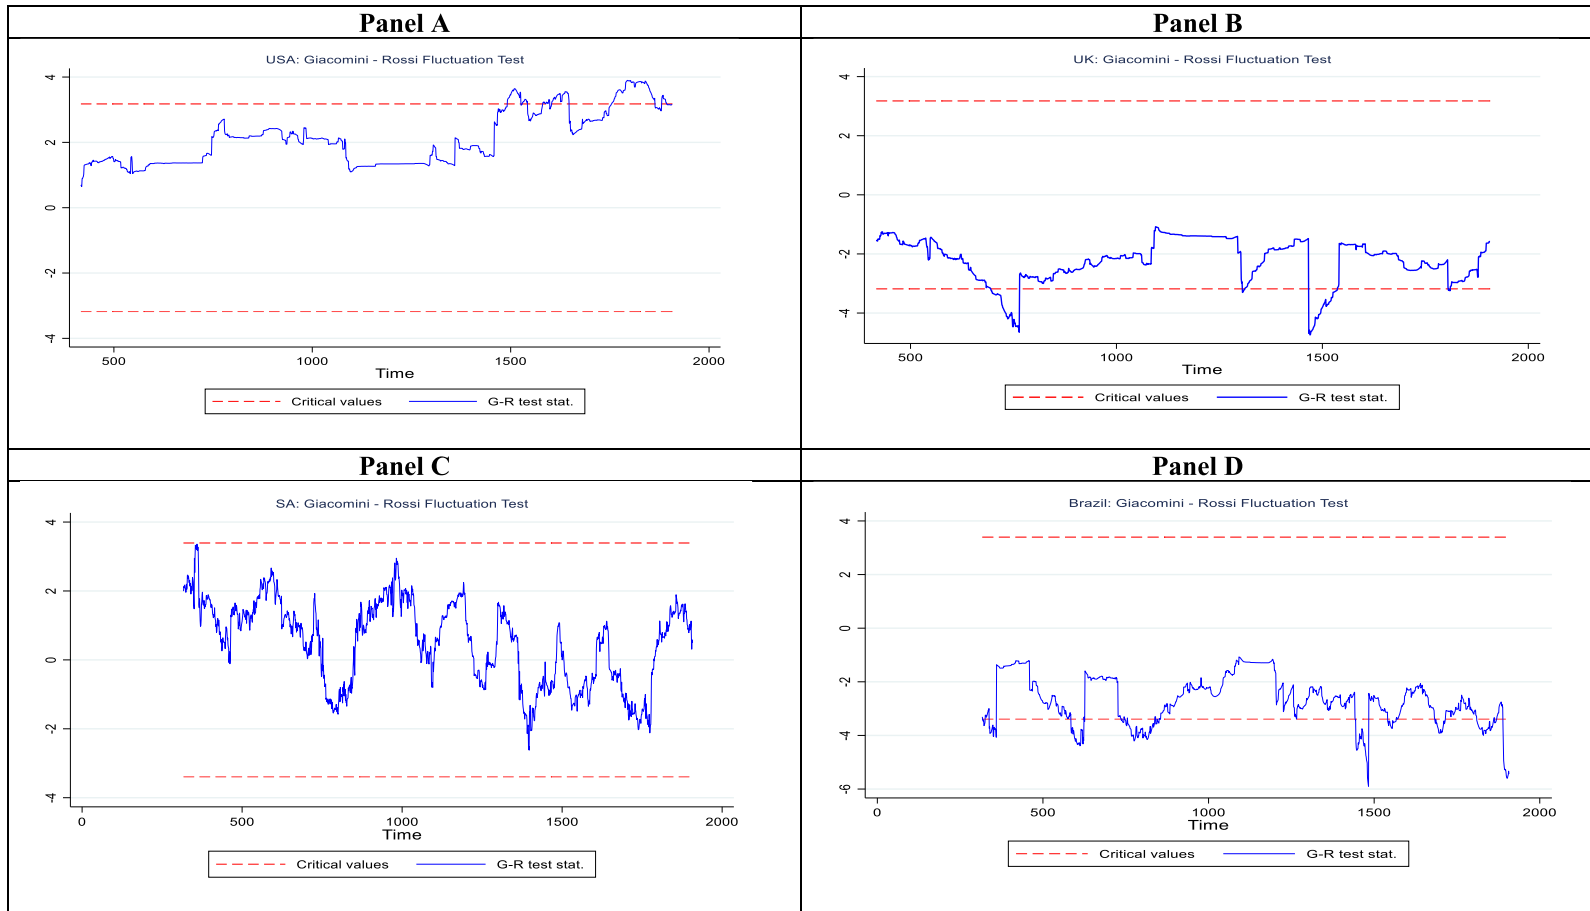 Panel A
Panel B
USA: Giacomini - Rossi Fluctuation Test
4
2
0
-2
-4
500
1000
1500
2000
Time
Critical values
G-R test stat.
UK: Giacomini - Rossi Fluctuation Test
4
2
0
-2
-4
500
1000
1500
2000
Time
Critical values
G-R test stat.
Panel C
Panel D
SA: Giacomini - Rossi Fluctuation Test
4
2
0
-2
-4
0
500
1000
1500
2000
Time
Critical values
G-R test stat.
Brazil: Giacomini - Rossi Fluctuation Test
4
2
0
-2
-4
-6
0
500
1000
1500
2000
Time
Critical values
G-R test stat.